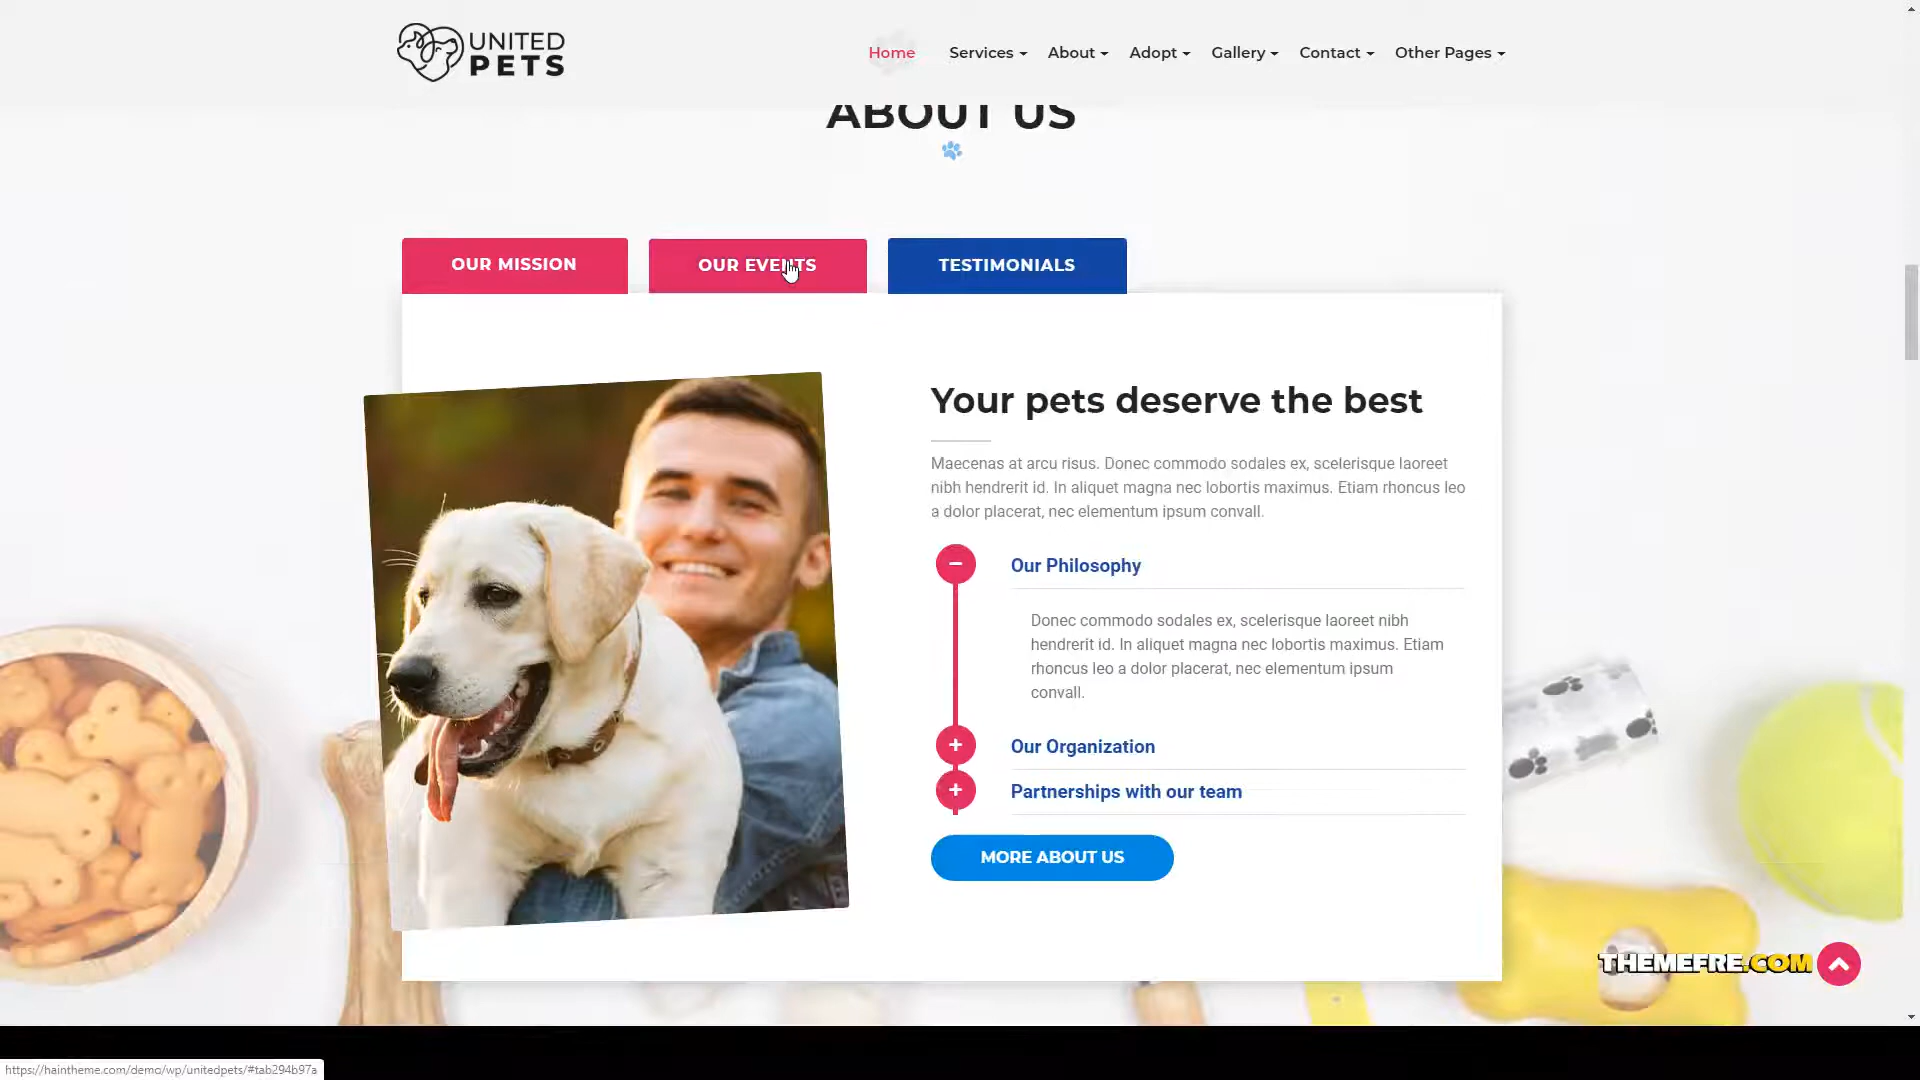 UNITED
PETS
Home Services About Adopt Gallery Contact Other Pages
ABOUT US
OUR MISSION OUR EVENTS TESTIMONIALS
Your pets deserve the best
Maecenas at arcu risus. Donec commodo sodales ex, scelerisque laoreet
nibh hendrerit id. In aliquet magna nec lobortis maximus. Etiam rhoncus leo
a dolor placerat, nec elementum ipsum convall.
Our Philosophy
Donec commodo sodales ex, scelerisque laoreet nibh
hendrerit id. In aliquet magna nec lobortis maximus. Etiam
rhoncus leo a dolor placerat, nec elementum ipsum
convall.
Our Organization
Partnerships with our team
MORE ABOUT US
THEMEFRE.COM
https://haintheme.com/demo/wp/unitedpets/#tab294b97a